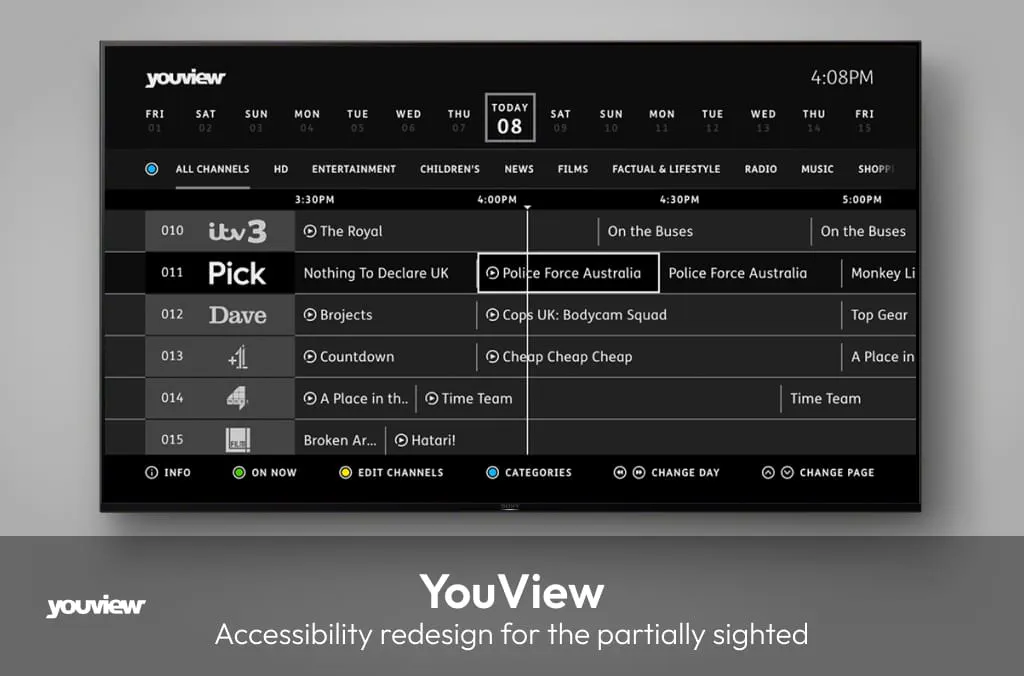 youview
4:08PM
FRI SAT SUN MON TUE WED THU TODAY SAT SUN MON TUE WED THU FRI
01 02 03 04 05 06 07 08 09 10 11 12 13 14 15
ALL CHANNELS HD ENTERTAINMENT CHILDREN'S NEWS FILMS FACTUAL & LIFESTYLE RADIO MUSIC SHOPP
3:30PM 4:00PM 4:30PM 5:00PM
010 itv3 The Royal On the Buses On the Buses
011 Pick Nothing To Declare UK Police Force Australia Police Force Australia Monkey Li
012 Dave Brojects Cops UK: Bodycam Squad Top Gear
013 +1 Countdown Cheap Cheap Cheap A Place in
014 4 A Place in th.. Time Team Time Team
015 FILM4 Broken Ar... Hatari!
INFO ON NOW EDIT CHANNELS CATEGORIES CHANGE DAY CHANGE PAGE
SONY
youview
YouView
Accessibility redesign for the partially sighted